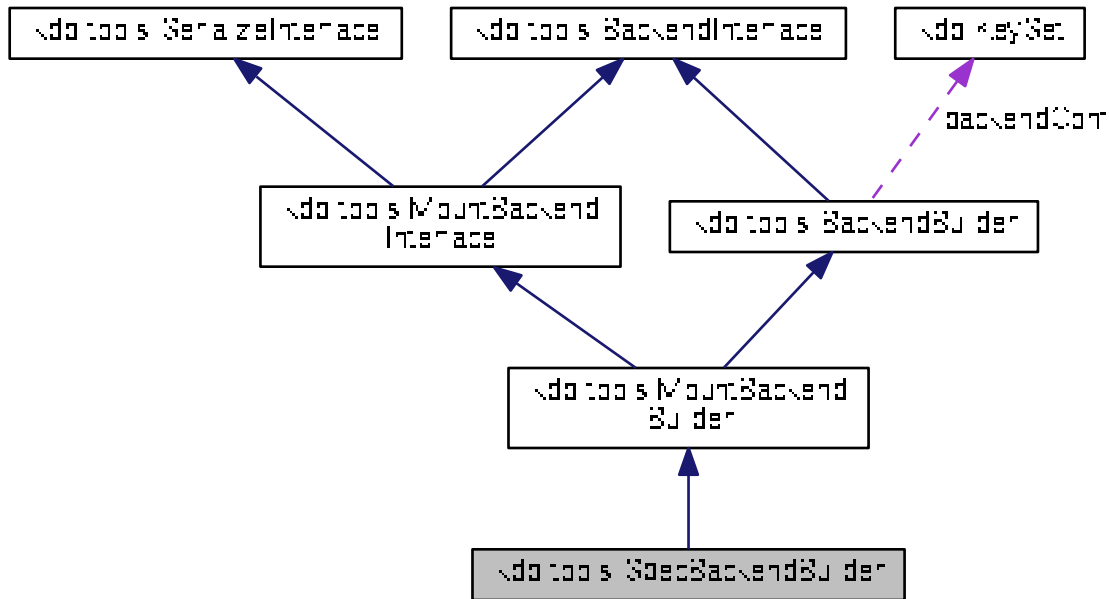 kdb::tools::SerializeInterface
kdb::tools::BackendInterface
kdb::KeySet
backendConf
kdb::tools::MountBackend
Interface
kdb::tools::BackendBuilder
kdb::tools::MountBackend
Builder
kdb::tools::SpecBackendBuilder